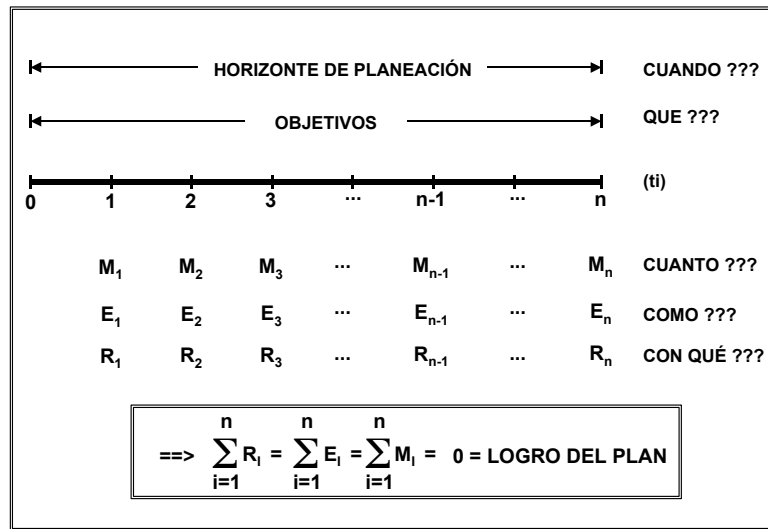 HORIZONTE DE PLANEACIÓN CUANDO ???
OBJETIVOS QUE ???
(ti)
0 1 2 3 ... n-1 ... n
M₁ M₂ M₃ ... Mₙ₋₁ ... Mₙ CUANTO ???
E₁ E₂ E₃ ... Eₙ₋₁ ... Eₙ COMO ???
R₁ R₂ R₃ ... Rₙ₋₁ ... Rₙ CON QUÉ ???
n n n
==> ∑ Rᵢ = ∑ Eᵢ = ∑ Mᵢ = 0 = LOGRO DEL PLAN
i=1 i=1 i=1